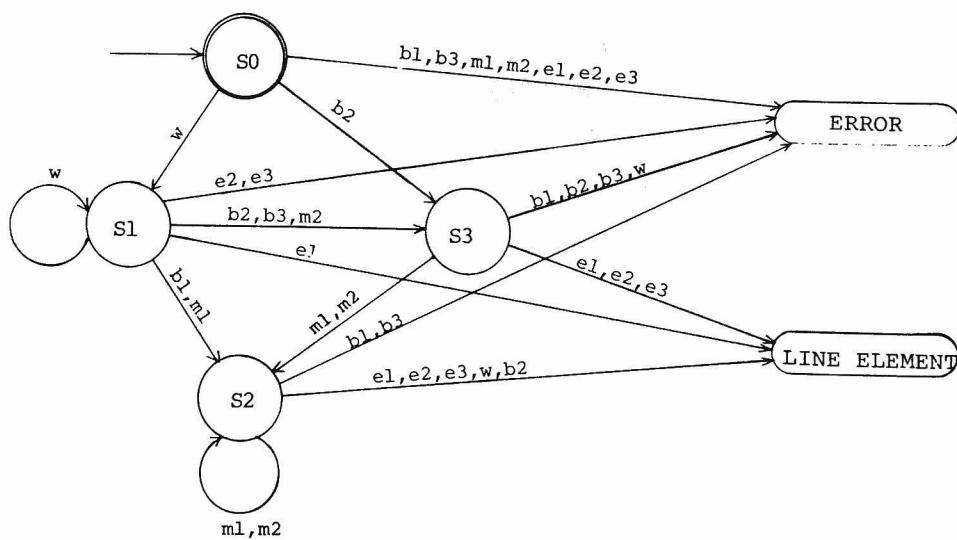 S0
b1,b3,m1,m2,e1,e2,e3
ERROR
w
b2
w
e2,e3
b1,b2,b3,w
S1
b2,b3,m2
S3
e1
e1,e2,e3
b1,m1
m1,m2
b1,b3
LINE ELEMENT
e1,e2,e3,w,b2
S2
m1,m2